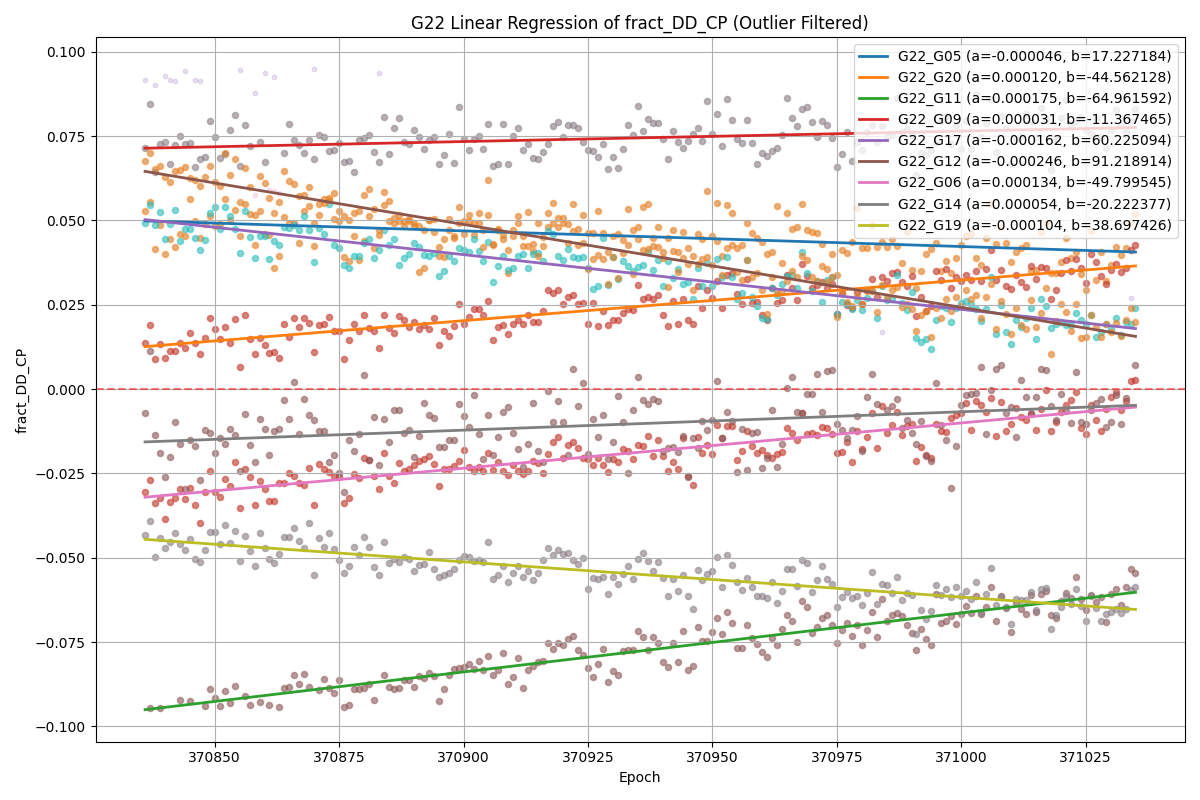 G22 Linear Regression of fract_DD_CP (Outlier Filtered)
G22_G05 (a=-0.000046, b=17.227184)
G22_G20 (a=0.000120, b=-44.562128)
G22_G11 (a=0.000175, b=-64.961592)
G22_G09 (a=0.000031, b=-11.367465)
G22_G17 (a=-0.000162, b=60.225094)
G22_G12 (a=-0.000246, b=91.218914)
G22_G06 (a=0.000134, b=-49.799545)
G22_G14 (a=0.000054, b=-20.222377)
G22_G19 (a=-0.000104, b=38.697426)
fract_DD_CP
0.100
0.075
0.050
0.025
0.000
−0.025
−0.050
−0.075
−0.100
370850
370875
370900
370925
370950
370975
371000
371025
Epoch